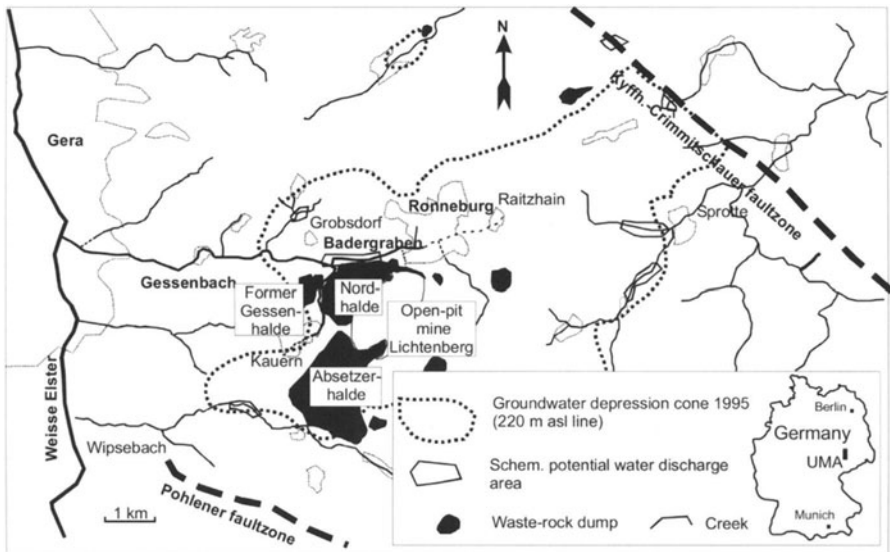 N
Kyffh. Crimmitschauer faultzone
Gera
Ronneburg
Raitzhain
Grobsdorf
Badergraben
Sprotte
Gessenbach
Former
Gessen-
halde
Nord-
halde
Open-pit
mine
Lichtenberg
Kauern
Absetzer-
halde
Weisse Elster
Wipsebach
Pohlener faultzone
1 km
Groundwater depression cone 1995
(220 m asl line)
Schem. potential water discharge
area
Waste-rock dump
Creek
Berlin
Germany
UMA
Munich